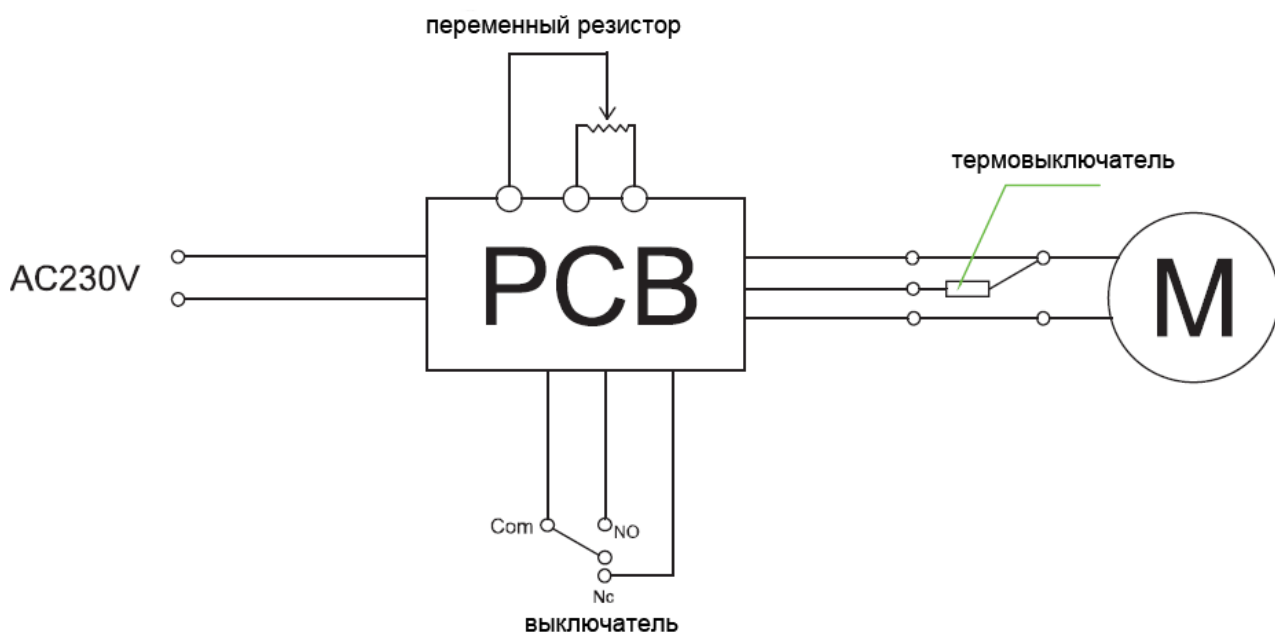 переменный резистор
термовыключатель
AC230V
PCB
M
Com
NO
Nc
выключатель